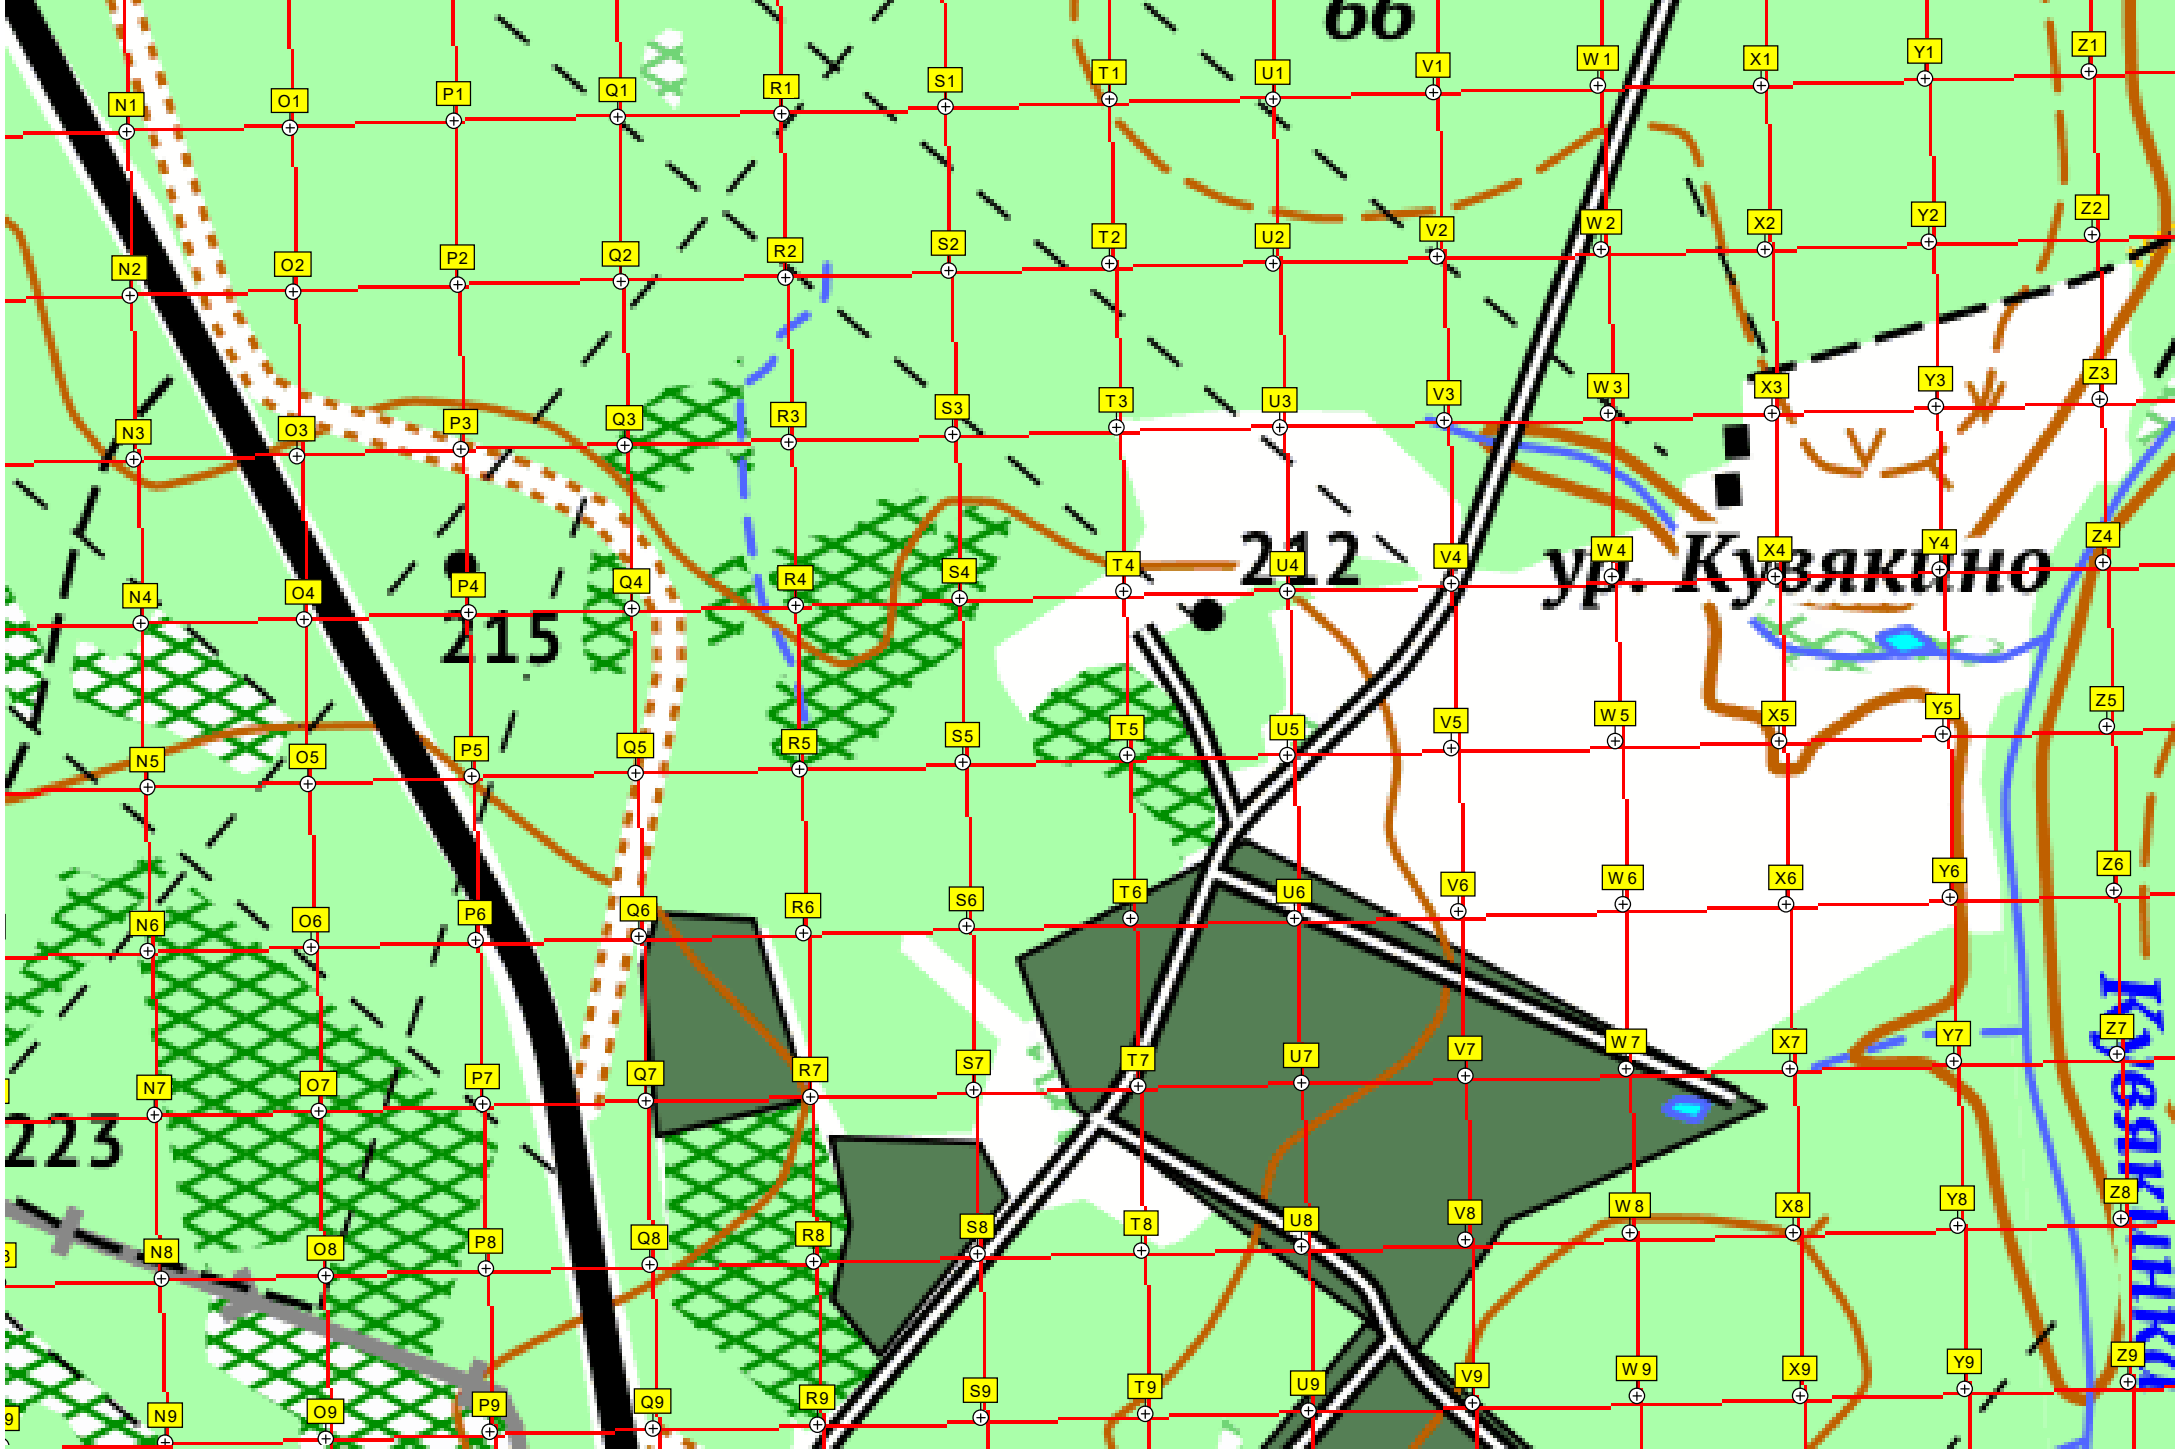 66
N1 O1 P1 Q1 R1 S1 T1 U1 V1 W1 X1 Y1 Z1
N2 O2 P2 Q2 R2 S2 T2 U2 V2 W2 X2 Y2 Z2
N3 O3 P3 Q3 R3 S3 T3 U3 V3 W3 X3 Y3 Z3
212
ур. Кузякино
N4 O4 P4 Q4 R4 S4 T4 U4 V4 W4 X4 Y4 Z4
215
N5 O5 P5 Q5 R5 S5 T5 U5 V5 W5 X5 Y5 Z5
N6 O6 P6 Q6 R6 S6 T6 U6 V6 W6 X6 Y6 Z6
N7 O7 P7 Q7 R7 S7 T7 U7 V7 W7 X7 Y7 Z7
223
Кузякинка
N8 O8 P8 Q8 R8 S8 T8 U8 V8 W8 X8 Y8 Z8
N9 O9 P9 Q9 R9 S9 T9 U9 V9 W9 X9 Y9 Z9